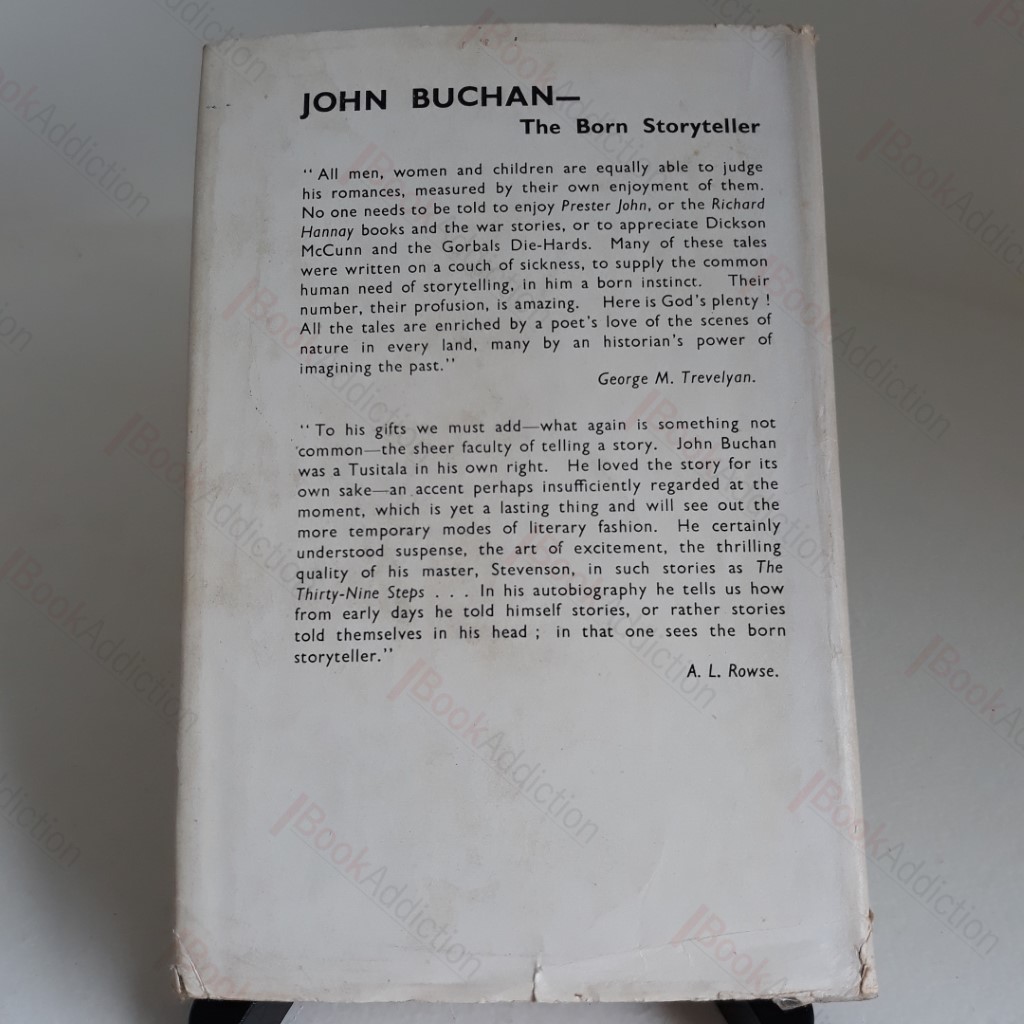 JOHN BUCHAN—
The Born Storyteller
“All men, women and children are equally able to judge
his romances, measured by their own enjoyment of them.
No one needs to be told to enjoy Prester John, or the Richard
Hannay books and the war stories, or to appreciate Dickson
McCunn and the Gorbals Die-Hards. Many of these tales
were written on a couch of sickness, to supply the common
human need of storytelling, in him a born instinct. Their
number, their profusion, is amazing. Here is God's plenty !
All the tales are enriched by a poet's love of the scenes of
nature in every land, many by an historian's power of
imagining the past.”
George M. Trevelyan.
“To his gifts we must add—what again is something not
common—the sheer faculty of telling a story. John Buchan
was a Tusitala in his own right. He loved the story for its
own sake—an accent perhaps insufficiently regarded at the
moment, which is yet a lasting thing and will see out the
more temporary modes of literary fashion. He certainly
understood suspense, the art of excitement, the thrilling
quality of his master, Stevenson, in such stories as The
Thirty-Nine Steps . . . In his autobiography he tells us how
from early days he told himself stories, or rather stories
told themselves in his head ; in that one sees the born
storyteller.”
A. L. Rowse.
BookAddiction